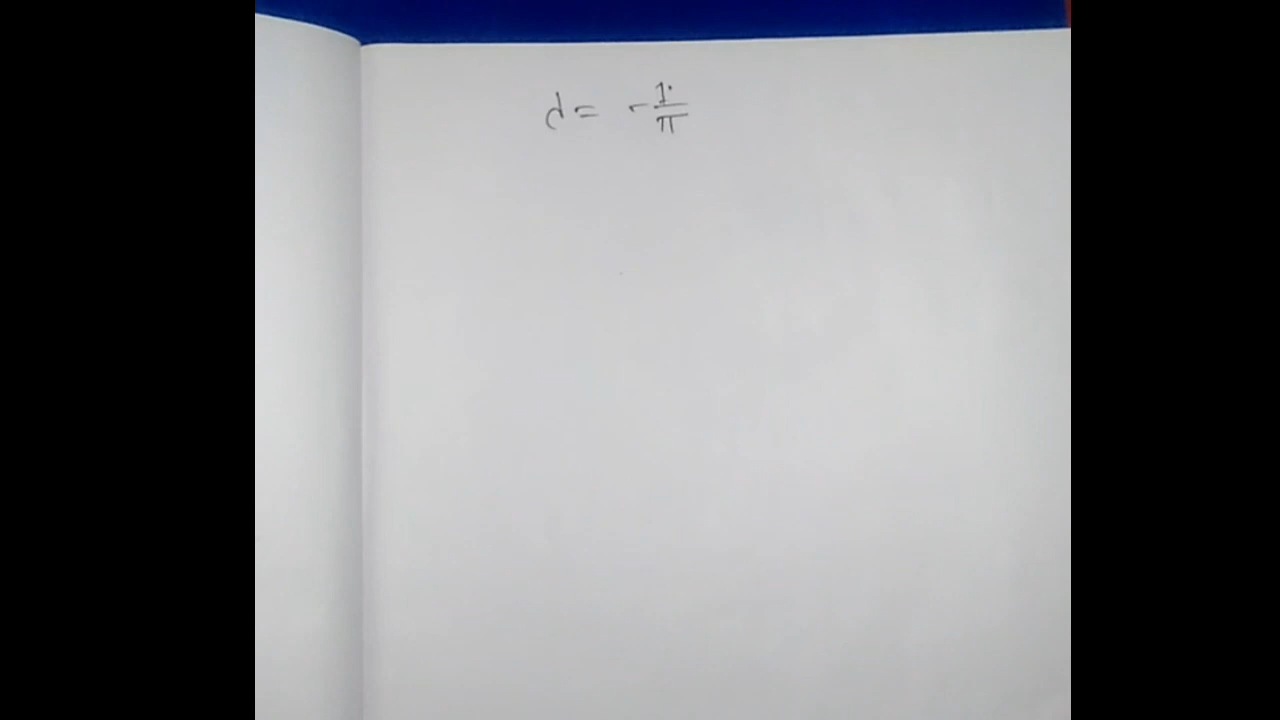 d = - 1/π